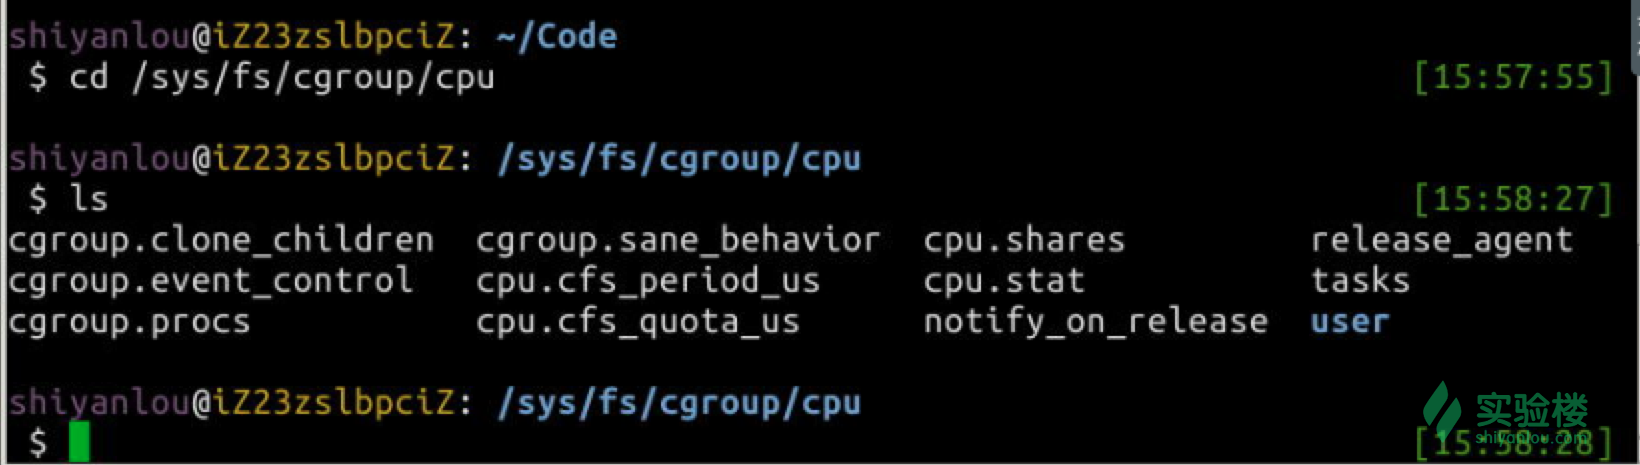 shiyanlou@iZ23zslbpciZ: ~/Code
$ cd /sys/fs/cgroup/cpu [15:57:55]
shiyanlou@iZ23zslbpciZ: /sys/fs/cgroup/cpu
$ ls [15:58:27]
cgroup.clone_children cgroup.sane_behavior cpu.shares release_agent
cgroup.event_control cpu.cfs_period_us cpu.stat tasks
cgroup.procs cpu.cfs_quota_us notify_on_release user
shiyanlou@iZ23zslbpciZ: /sys/fs/cgroup/cpu
$ [15:58:28]
实验楼
shiyanlou.com